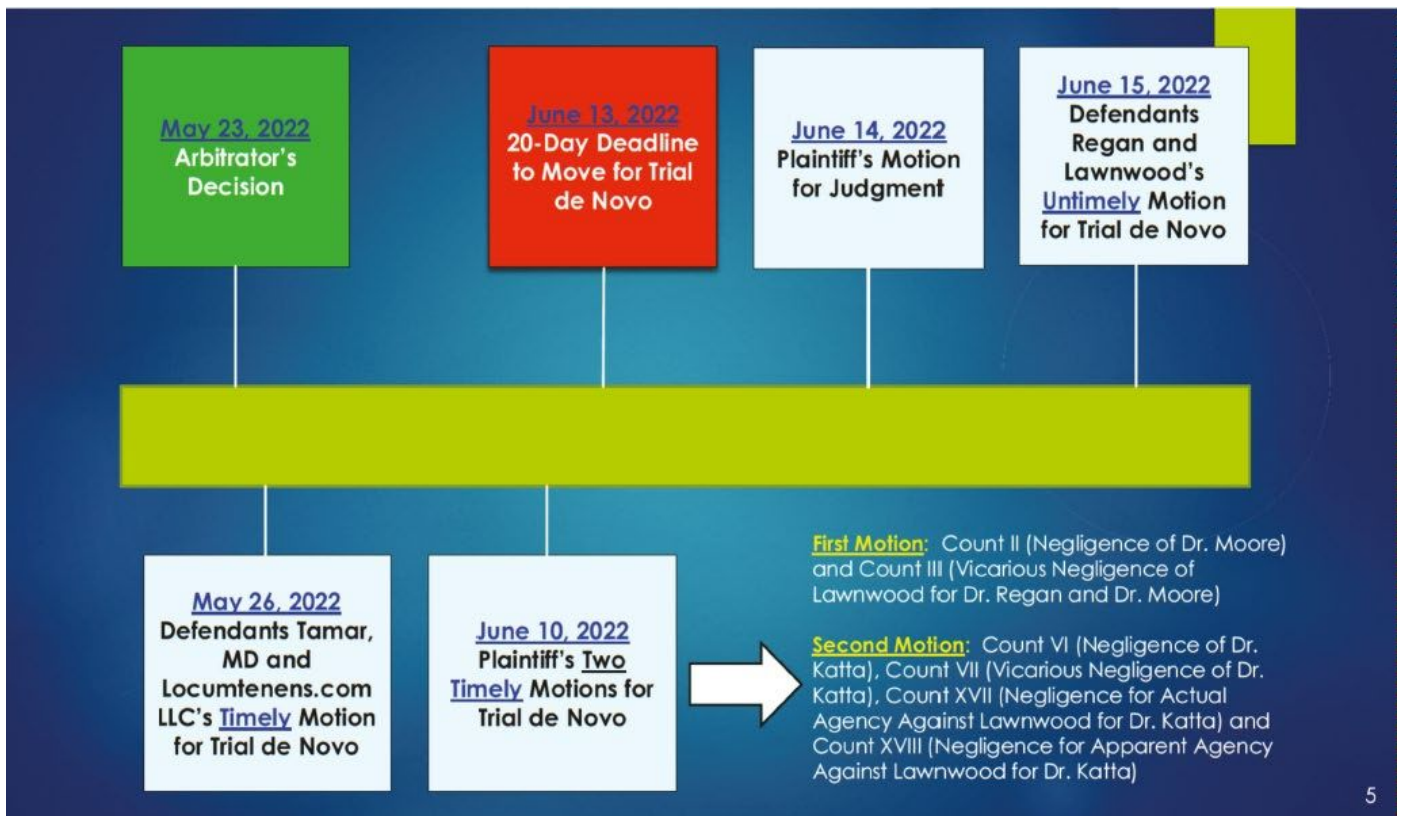 May 23, 2022
Arbitrator's
Decision
June 13, 2022
20-Day Deadline
to Move for Trial
de Novo
June 14, 2022
Plaintiff's Motion
for Judgment
June 15, 2022
Defendants
Regan and
Lawnwood's
Untimely Motion
for Trial de Novo
May 26, 2022
Defendants Tamar,
MD and
Locumtenens.com
LLC's Timely Motion
for Trial de Novo
June 10, 2022
Plaintiff's Two
Timely Motions for
Trial de Novo
First Motion: Count II (Negligence of Dr. Moore)
and Count III (Vicarious Negligence of
Lawnwood for Dr. Regan and Dr. Moore)
Second Motion: Count VI (Negligence of Dr.
Katta), Count VII (Vicarious Negligence of Dr.
Katta), Count XVII (Negligence for Actual
Agency Against Lawnwood for Dr. Katta) and
Count XVIII (Negligence for Apparent Agency
Against Lawnwood for Dr. Katta)
5